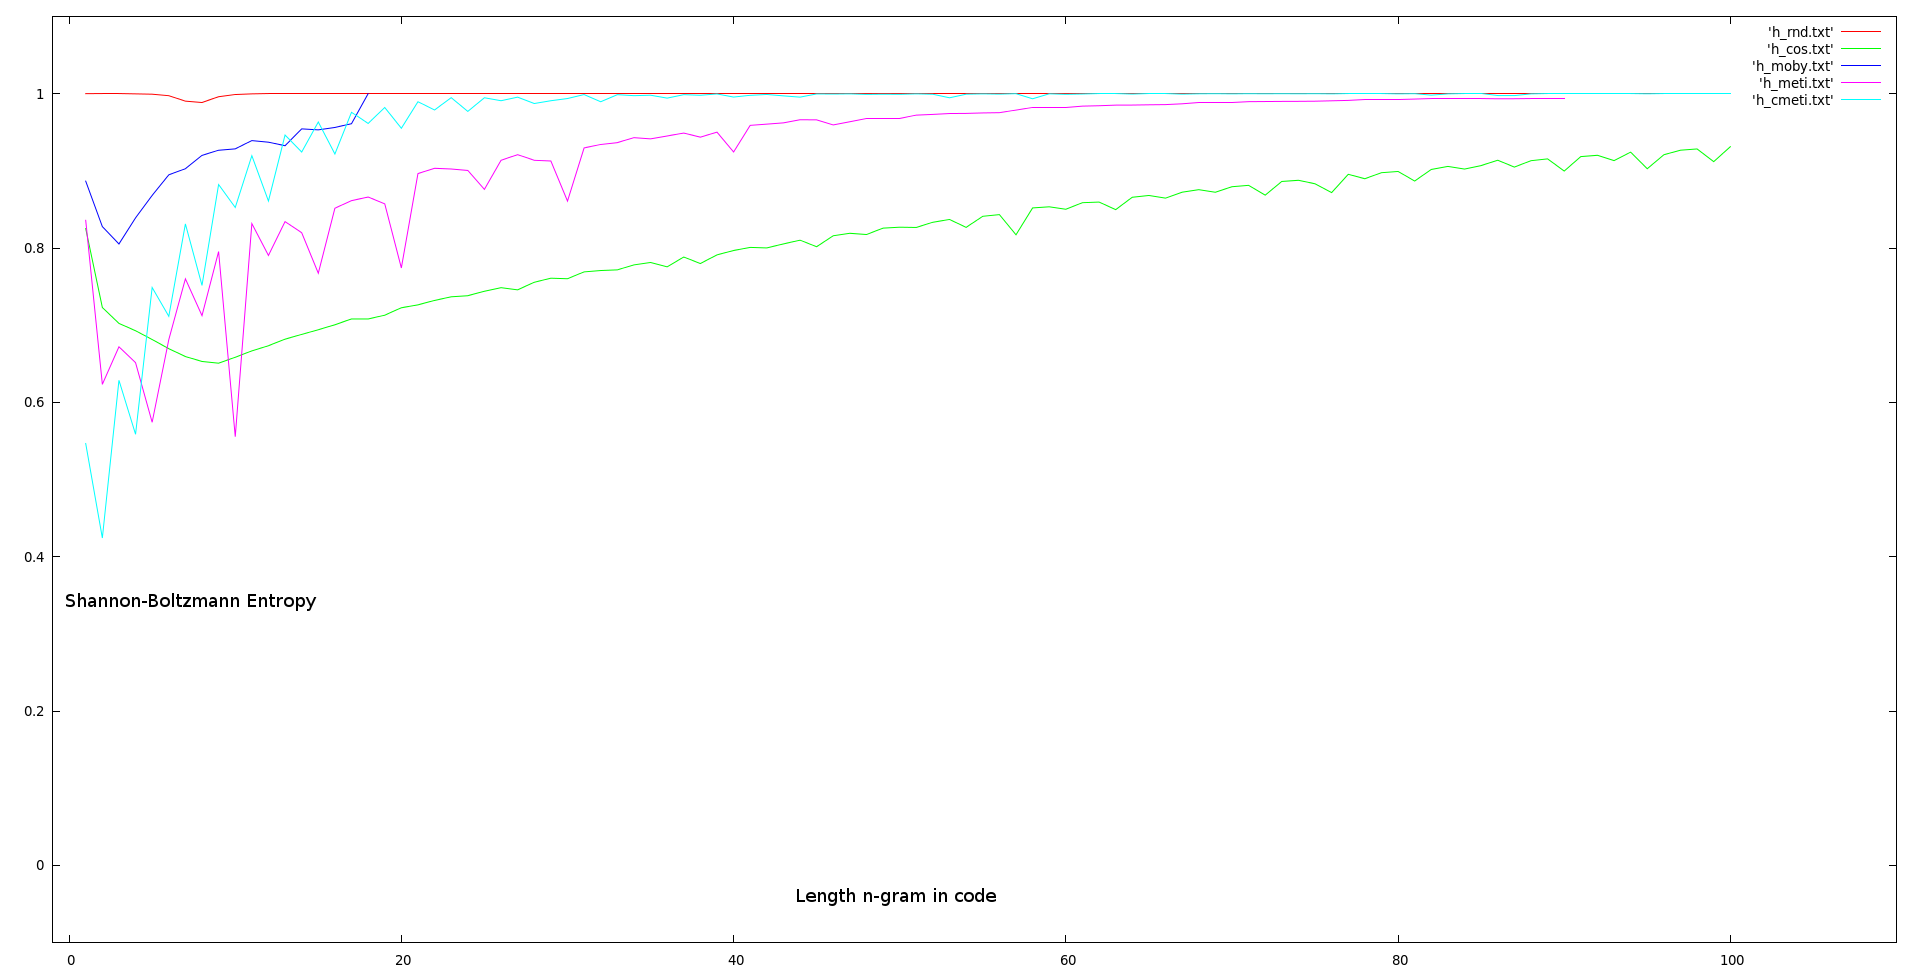 'h_rnd.txt'
'h_cos.txt'
'h_moby.txt'
'h_meti.txt'
'h_cmeti.txt'
1
0.8
0.6
0.4
Shannon-Boltzmann Entropy
0.2
0
Length n-gram in code
0 20 40 60 80 100